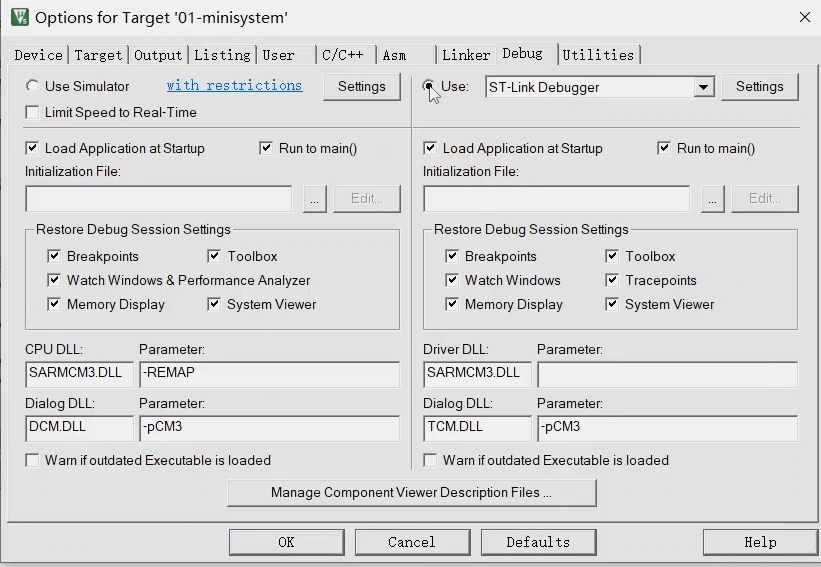 Options for Target '01-minisystem'
Device Target Output Listing User C/C++ Asm Linker Debug Utilities
Use Simulator with restrictions Settings
Limit Speed to Real-Time
Load Application at Startup Run to main()
Initialization File:
... Edit...
Restore Debug Session Settings
Breakpoints Toolbox
Watch Windows & Performance Analyzer
Memory Display System Viewer
CPU DLL: Parameter:
SARMCM3.DLL -REMAP
Dialog DLL: Parameter:
DCM.DLL -pCM3
Warn if outdated Executable is loaded
Use: ST-Link Debugger Settings
Load Application at Startup Run to main()
Initialization File:
... Edit...
Restore Debug Session Settings
Breakpoints Toolbox
Watch Windows Tracepoints
Memory Display System Viewer
Driver DLL: Parameter:
SARMCM3.DLL
Dialog DLL: Parameter:
TCM.DLL -pCM3
Warn if outdated Executable is loaded
Manage Component Viewer Description Files ...
OK Cancel Defaults Help